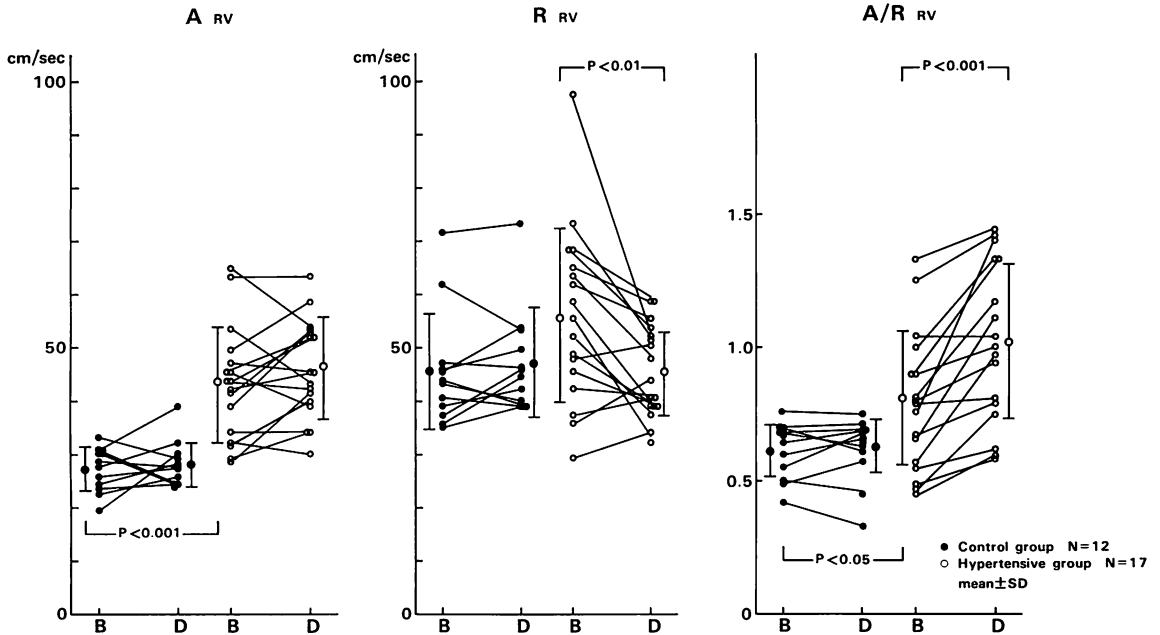 A RV
R RV
A/R RV
cm/sec
100
50
0
P<0.001
B D B D
cm/sec
100
50
0
P<0.01
B D B D
1.5
1.0
0.5
0
P<0.001
P<0.05
● Control group N=12
○ Hypertensive group N=17
mean±SD
B D B D